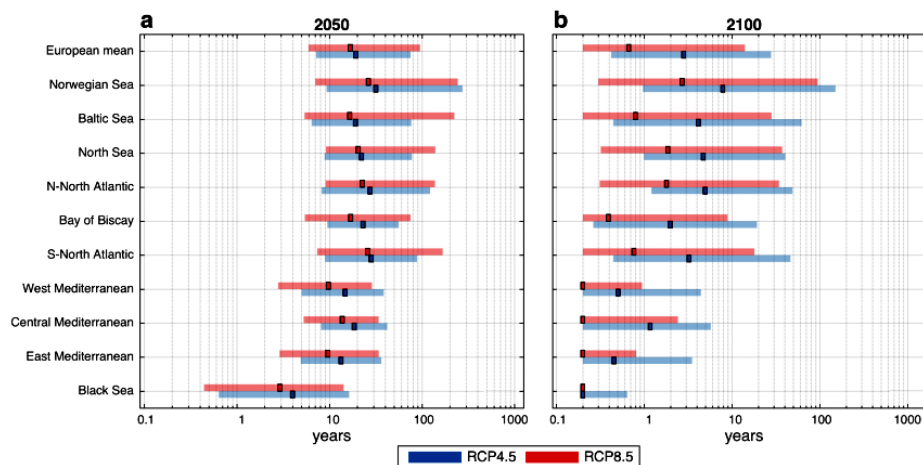 a 2050
b 2100
European mean
Norwegian Sea
Baltic Sea
North Sea
N-North Atlantic
Bay of Biscay
S-North Atlantic
West Mediterranean
Central Mediterranean
East Mediterranean
Black Sea
0.1 1 10 100 1000
0.1 1 10 100 1000
years
years
RCP4.5 RCP8.5